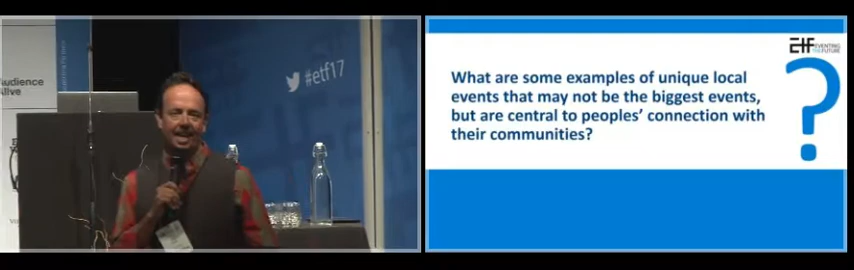 Audience
Alive
#etf17
EtF EVENTING
THE FUTURE
What are some examples of unique local
events that may not be the biggest events,
but are central to peoples’ connection with
their communities?
?